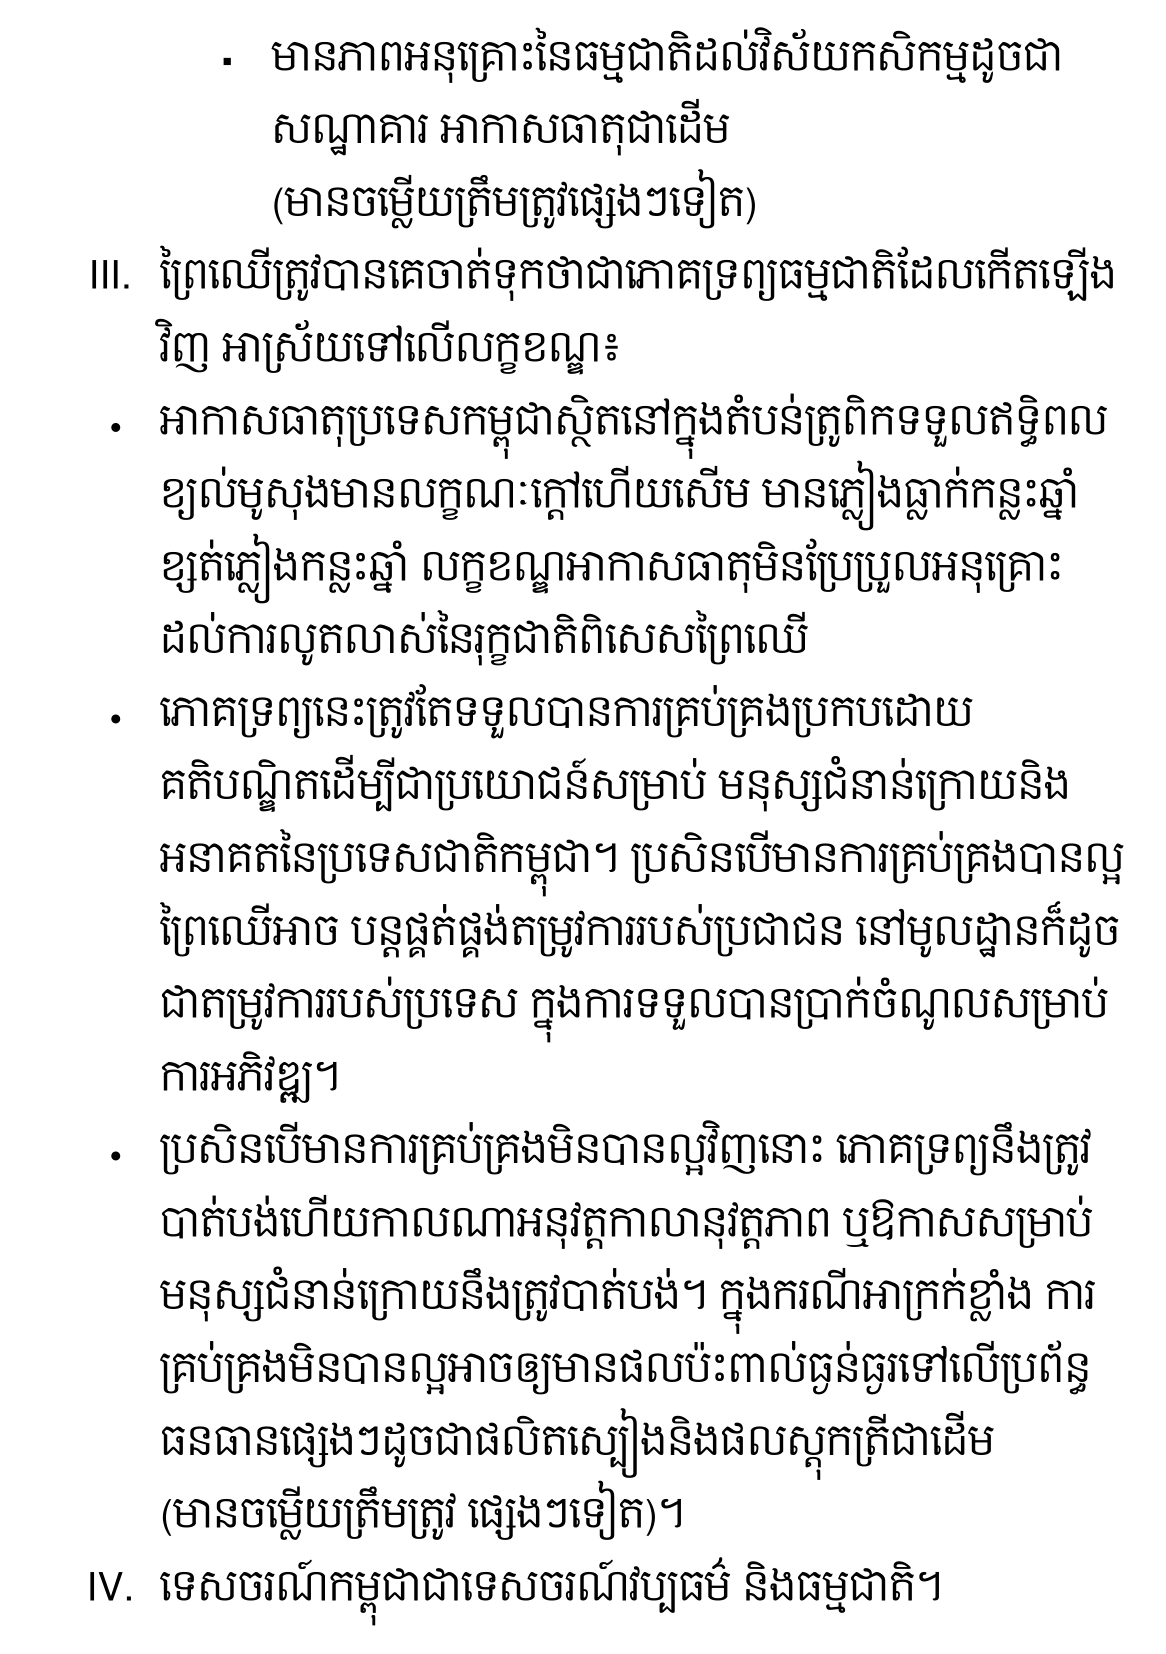 ▪ មានភាពអនុគ្រោះនៃធម្មជាតិដល់វិស័យកសិកម្មដូចជា
សណ្ឋាគារ អាកាសធាតុជាដើម
(មានចម្លើយត្រឹមត្រូវផ្សេងៗទៀត)
III. ព្រៃឈើត្រូវបានគេចាត់ទុកថាជាភោគទ្រព្យធម្មជាតិដែលកើតឡើង
វិញ អាស្រ័យទៅលើលក្ខខណ្ឌ៖
• អាកាសធាតុប្រទេសកម្ពុជាស្ថិតនៅក្នុងតំបន់ត្រូពិកទទួលឥទ្ធិពល
ខ្យល់មូសុងមានលក្ខណៈក្តៅហើយសើម មានភ្លៀងធ្លាក់កន្លះឆ្នាំ
ខ្សត់ភ្លៀងកន្លះឆ្នាំ លក្ខខណ្ឌអាកាសធាតុមិនប្រែប្រួលអនុគ្រោះ
ដល់ការលូតលាស់នៃរុក្ខជាតិពិសេសព្រៃឈើ
• ភោគទ្រព្យនេះត្រូវតែទទួលបានការគ្រប់គ្រងប្រកបដោយ
គតិបណ្ឌិតដើម្បីជាប្រយោជន៍សម្រាប់ មនុស្សជំនាន់ក្រោយនិង
អនាគតនៃប្រទេសជាតិកម្ពុជា។ ប្រសិនបើមានការគ្រប់គ្រងបានល្អ
ព្រៃឈើអាច បន្តផ្គត់ផ្គង់តម្រូវការរបស់ប្រជាជន នៅមូលដ្ឋានក៏ដូច
ជាតម្រូវការរបស់ប្រទេស ក្នុងការទទួលបានប្រាក់ចំណូលសម្រាប់
ការអភិវឌ្ឍ។
• ប្រសិនបើមានការគ្រប់គ្រងមិនបានល្អវិញនោះ ភោគទ្រព្យនឹងត្រូវ
បាត់បង់ហើយកាលណាអនុវត្តកាលានុវត្តភាព ឬឱកាសសម្រាប់
មនុស្សជំនាន់ក្រោយនឹងត្រូវបាត់បង់។ ក្នុងករណីអាក្រក់ខ្លាំង ការ
គ្រប់គ្រងមិនបានល្អអាចឲ្យមានផលប៉ះពាល់ធ្ងន់ធ្ងរទៅលើប្រព័ន្ធ
ធនធានផ្សេងៗដូចជាផលិតស្បៀងនិងផលស្តុកត្រីជាដើម
(មានចម្លើយត្រឹមត្រូវ ផ្សេងៗទៀត)។
IV. ទេសចរណ៍កម្ពុជាជាទេសចរណ៍វប្បធម៌ និងធម្មជាតិ។